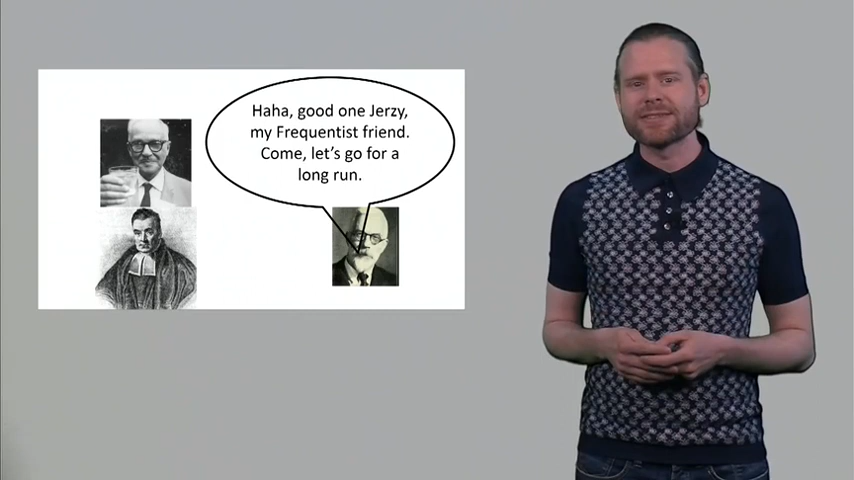 Haha, good one Jerzy,
my Frequentist friend.
Come, let's go for a
long run.